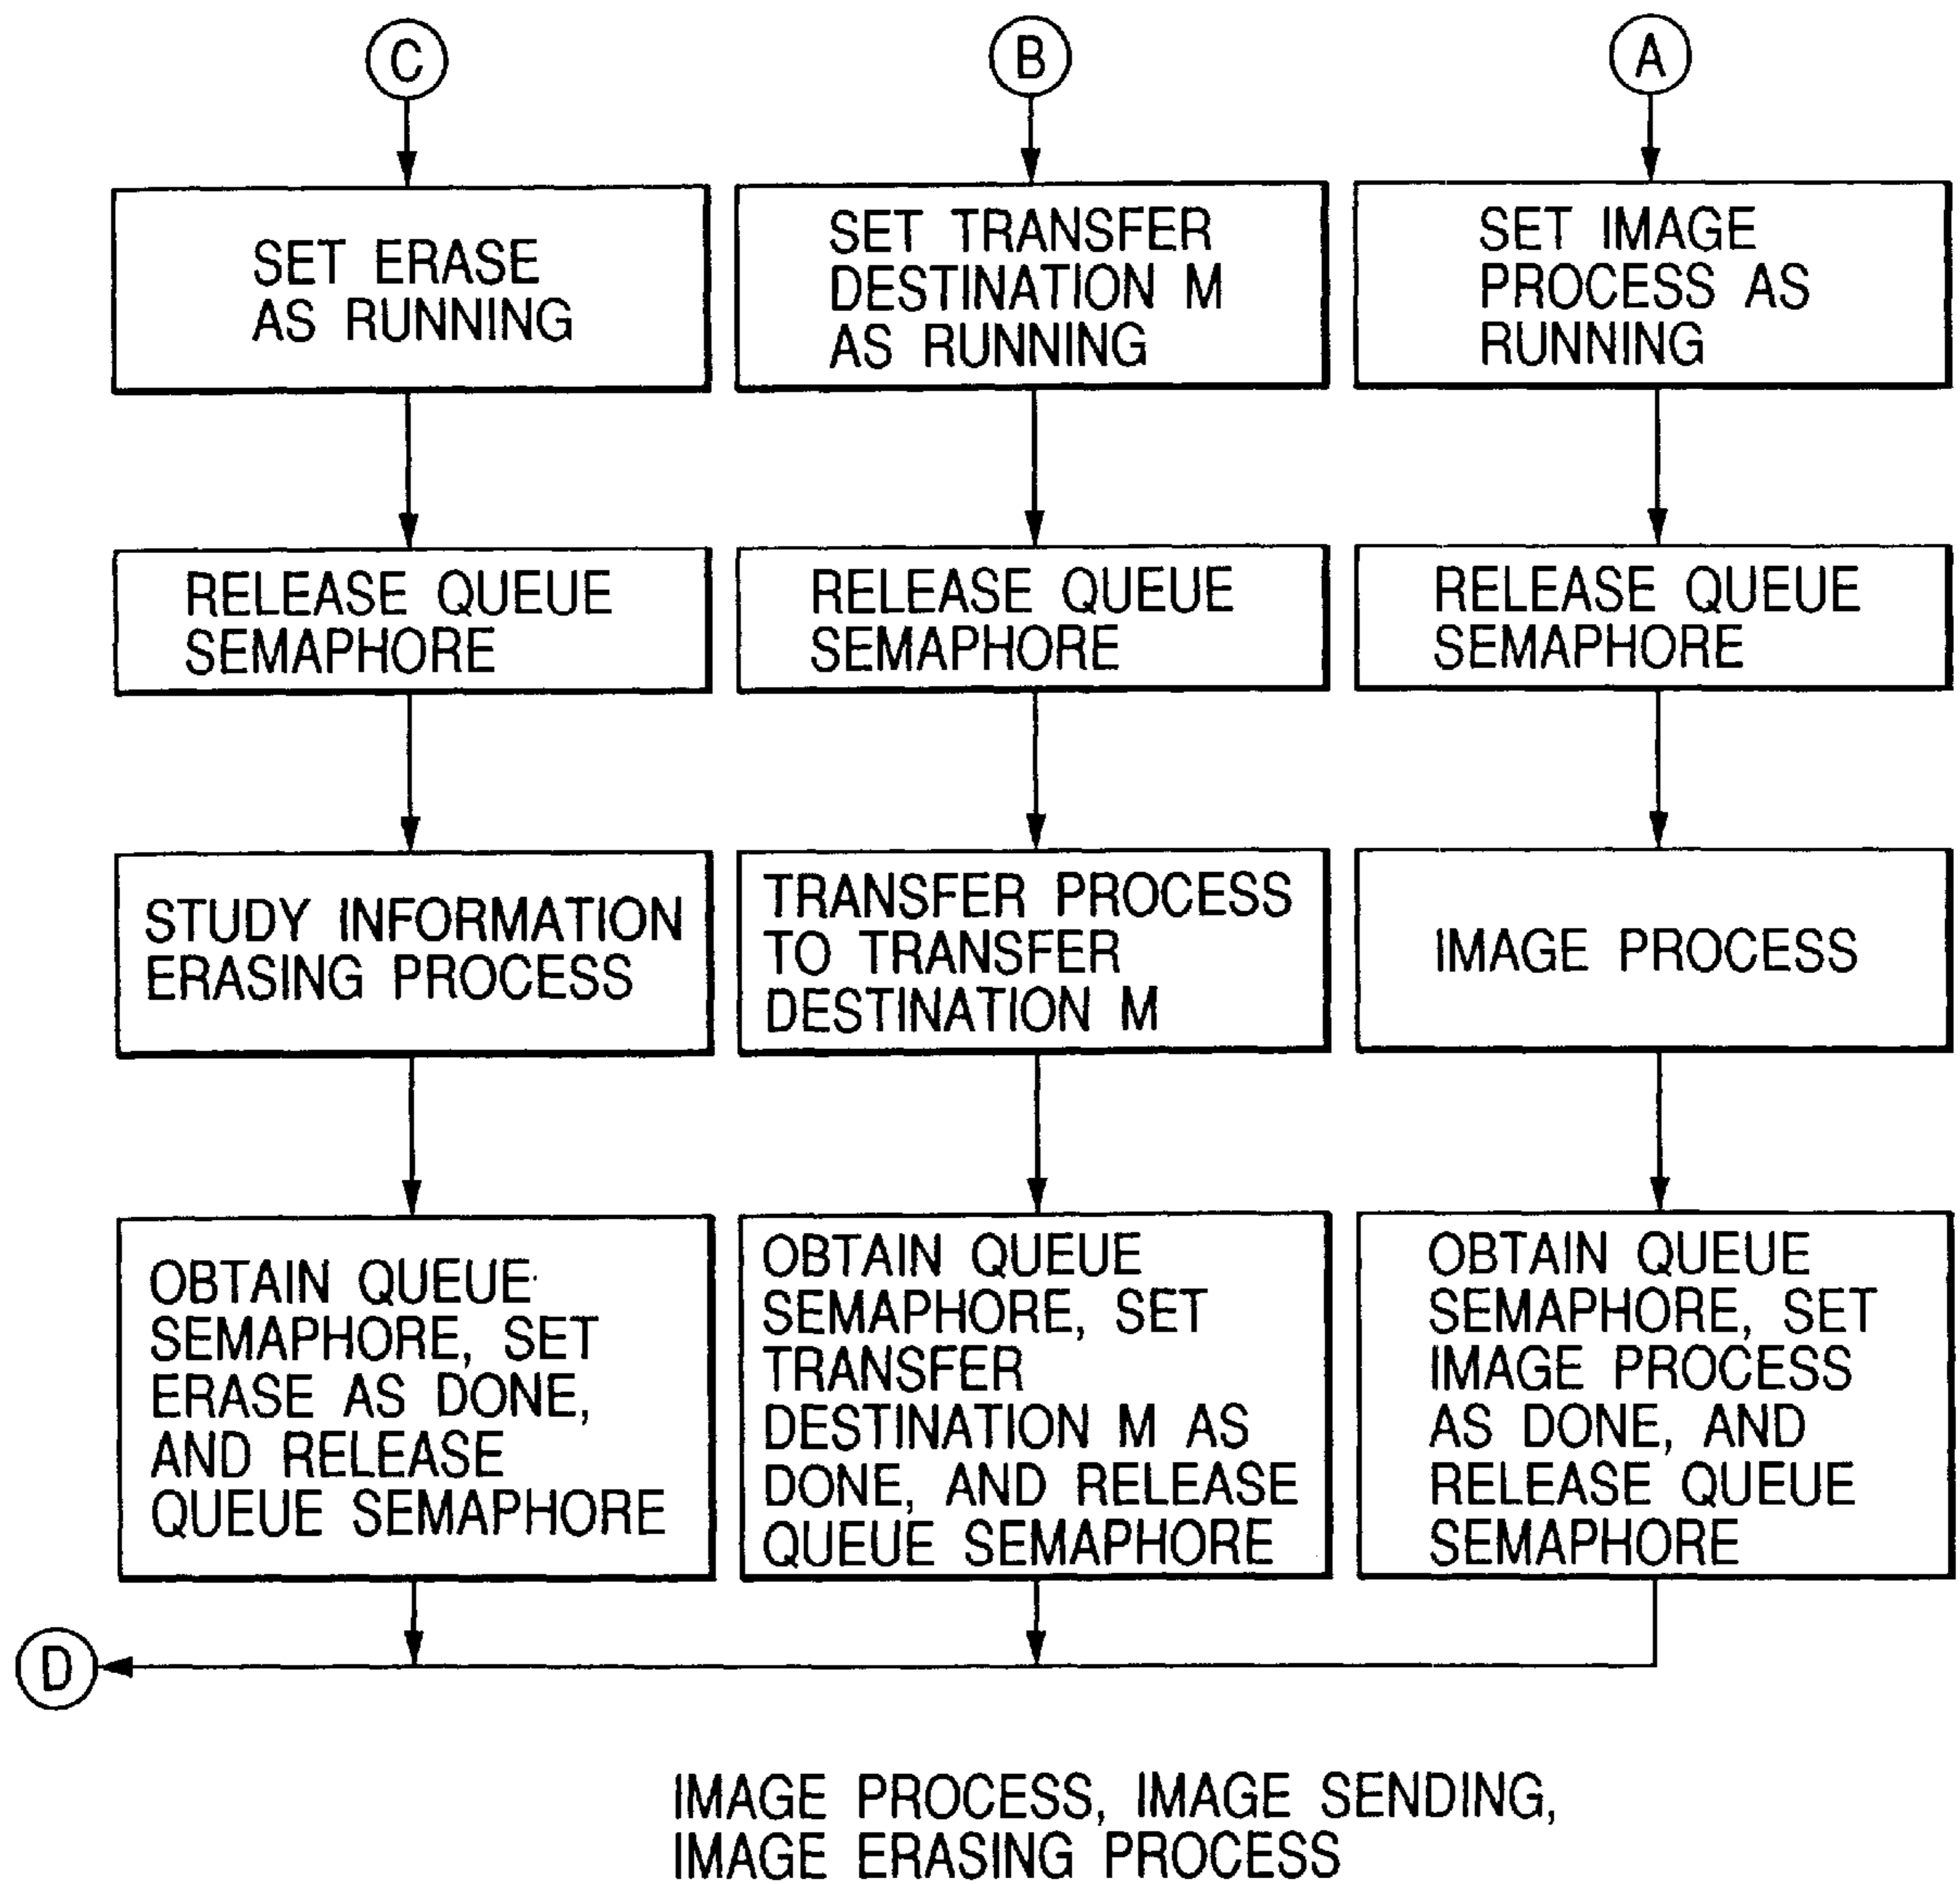 C
B
A
SET ERASE
AS RUNNING
SET TRANSFER
DESTINATION M
AS RUNNING
SET IMAGE
PROCESS AS
RUNNING
RELEASE QUEUE
SEMAPHORE
RELEASE QUEUE
SEMAPHORE
RELEASE QUEUE
SEMAPHORE
STUDY INFORMATION
ERASING PROCESS
TRANSFER PROCESS
TO TRANSFER
DESTINATION M
IMAGE PROCESS
OBTAIN QUEUE
SEMAPHORE, SET
ERASE AS DONE,
AND RELEASE
QUEUE SEMAPHORE
OBTAIN QUEUE
SEMAPHORE, SET
TRANSFER
DESTINATION M AS
DONE, AND RELEASE
QUEUE SEMAPHORE
OBTAIN QUEUE
SEMAPHORE, SET
IMAGE PROCESS
AS DONE, AND
RELEASE QUEUE
SEMAPHORE
D
IMAGE PROCESS, IMAGE SENDING,
IMAGE ERASING PROCESS